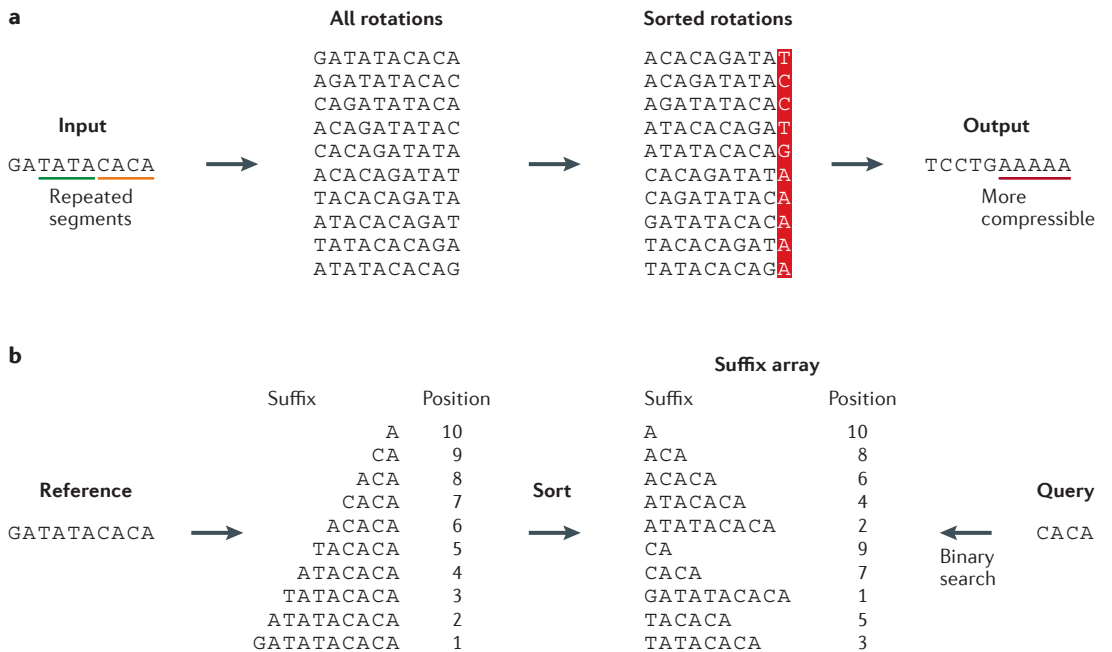 a
All rotations
Sorted rotations
GATATACACA
AGATATACAC
CAGATATACA
ACAGATATAC
CACAGATATA
ACACAGATAT
TACACAGATA
ATACACAGAT
TATACACAGA
ATATACACAG
ACACAGATAT
ACAGATATAC
AGATATACAC
ATACACAGAT
ATATACACAG
CACAGATATA
CAGATATACA
GATATACACA
TACACAGATA
TATACACAGA
Input
GATATACACA
Repeated
segments
Output
TCCTGAAAAA
More
compressible
b
Suffix array
Suffix Position
A 10
CA 9
ACA 8
CACA 7
ACACA 6
TACACA 5
ATACACA 4
TATACACA 3
ATATACACA 2
GATATACACA 1
Suffix Position
A 10
ACA 8
ACACA 6
ATACACA 4
ATATACACA 2
CA 9
CACA 7
GATATACACA 1
TACACA 5
TATACACA 3
Reference
GATATACACA
Sort
Query
CACA
Binary
search